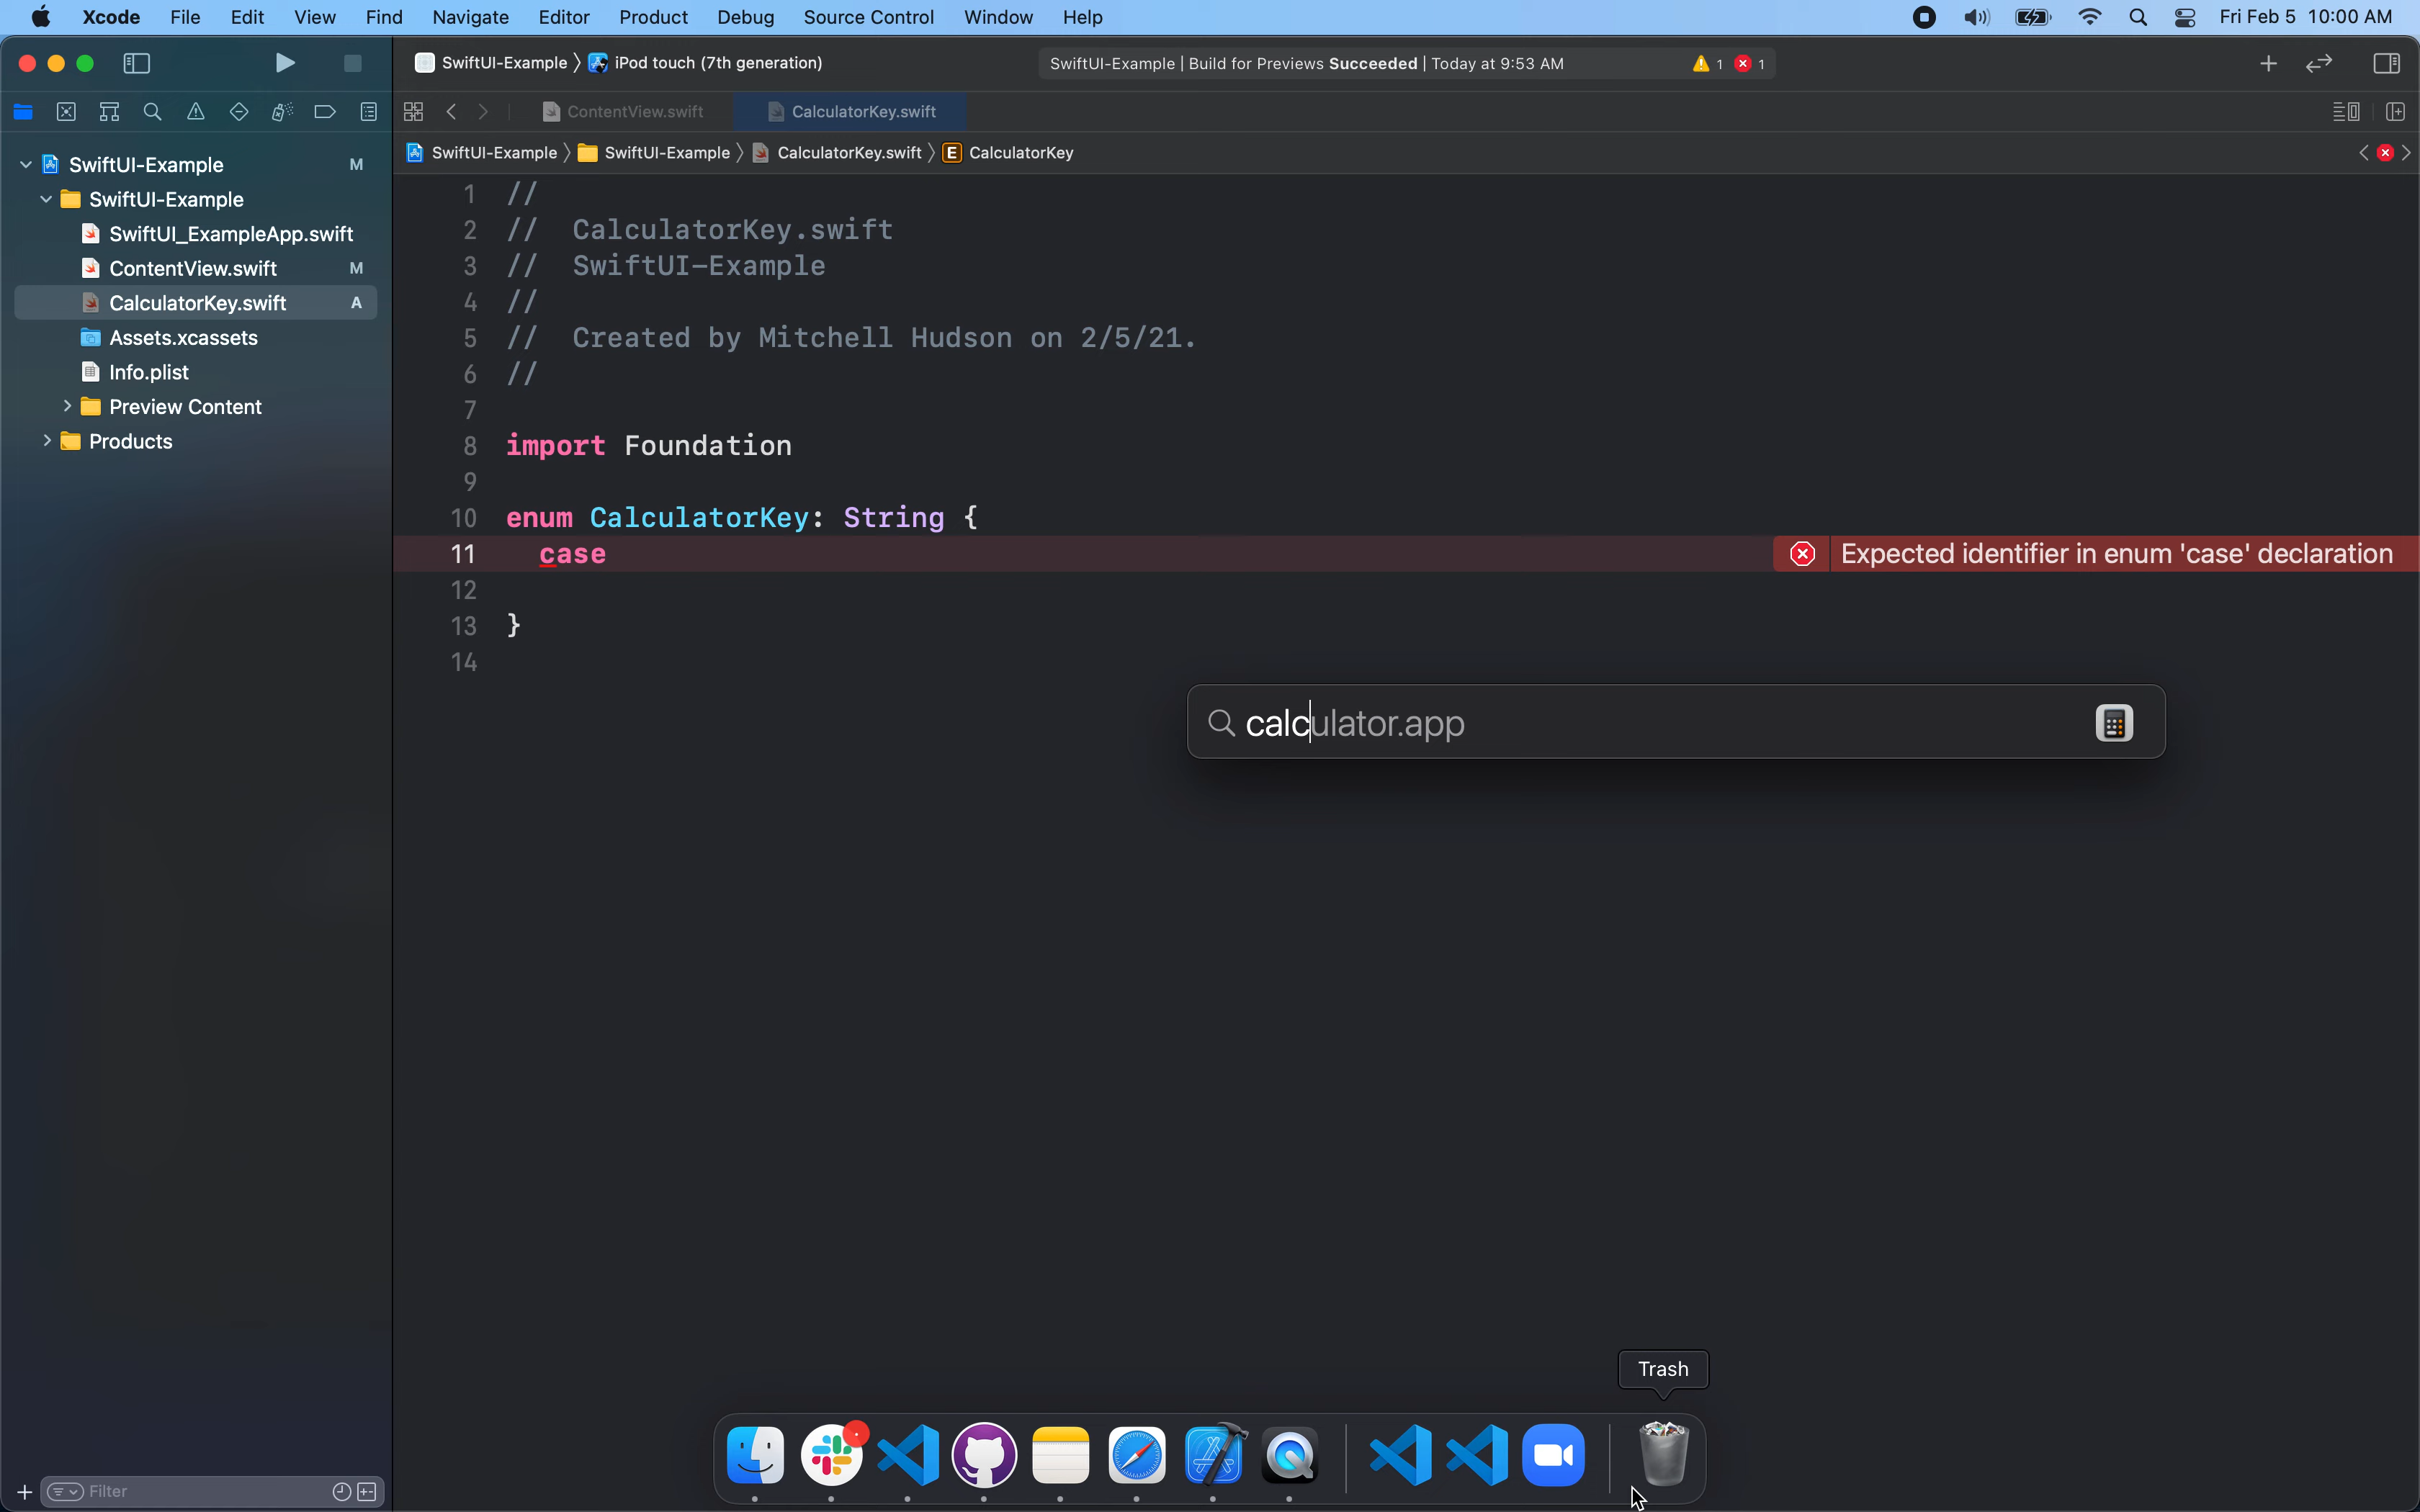 Xcode File Edit View Find Navigate Editor Product Debug Source Control Window Help Fri Feb 5 10:00 AM
SwiftUI-Example iPod touch (7th generation) SwiftUI-Example | Build for Previews Succeeded | Today at 9:53 AM 1 1
ContentView.swift CalculatorKey.swift
SwiftUI-Example SwiftUI-Example CalculatorKey.swift E CalculatorKey
SwiftUI-Example M
SwiftUI-Example
SwiftUI_ExampleApp.swift
ContentView.swift M
CalculatorKey.swift A
Assets.xcassets
Info.plist
Preview Content
Products
1 //
2 // CalculatorKey.swift
3 // SwiftUI-Example
4 //
5 // Created by Mitchell Hudson on 2/5/21.
6 //
7
8 import Foundation
9
10 enum CalculatorKey: String {
11 case Expected identifier in enum 'case' declaration
12
13 }
14
calculator.app
Trash
Filter